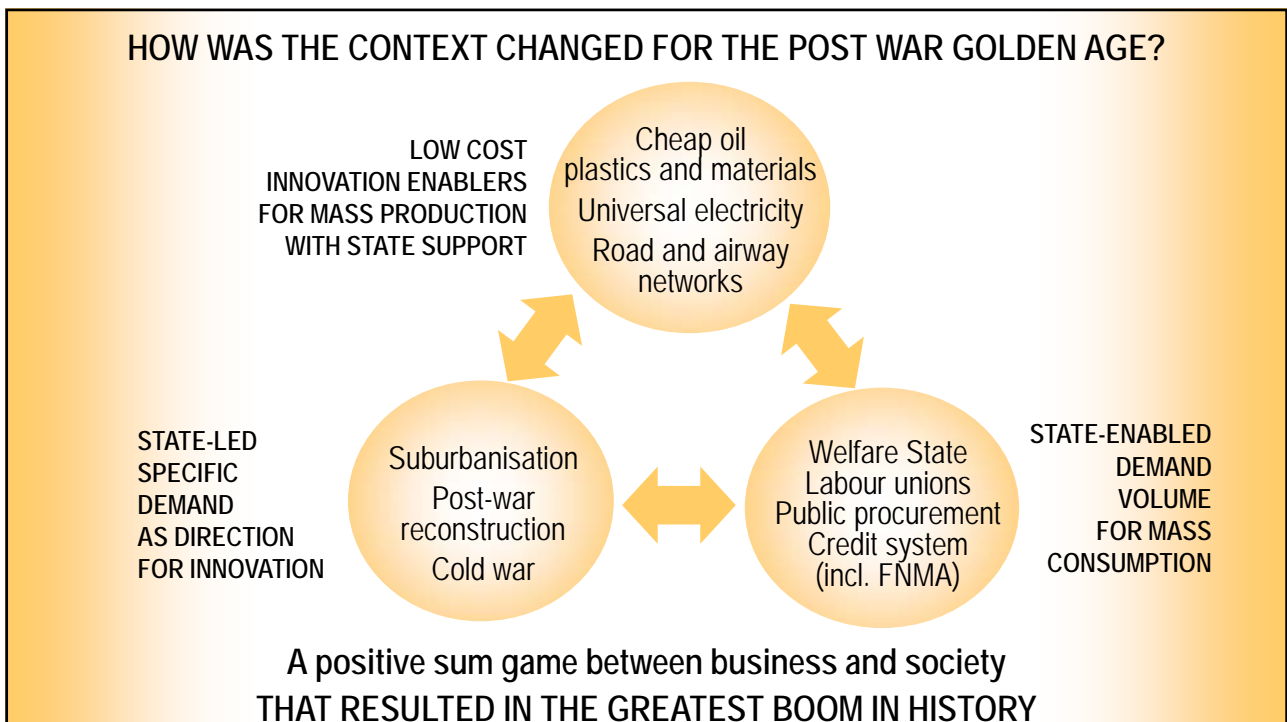 HOW WAS THE CONTEXT CHANGED FOR THE POST WAR GOLDEN AGE?
LOW COST
INNOVATION ENABLERS
FOR MASS PRODUCTION
WITH STATE SUPPORT
Cheap oil
plastics and materials
Universal electricity
Road and airway
networks
STATE-LED
SPECIFIC
DEMAND
AS DIRECTION
FOR INNOVATION
Suburbanisation
Post-war
reconstruction
Cold war
Welfare State
Labour unions
Public procurement
Credit system
(incl. FNMA)
STATE-ENABLED
DEMAND
VOLUME
FOR MASS
CONSUMPTION
A positive sum game between business and society
THAT RESULTED IN THE GREATEST BOOM IN HISTORY